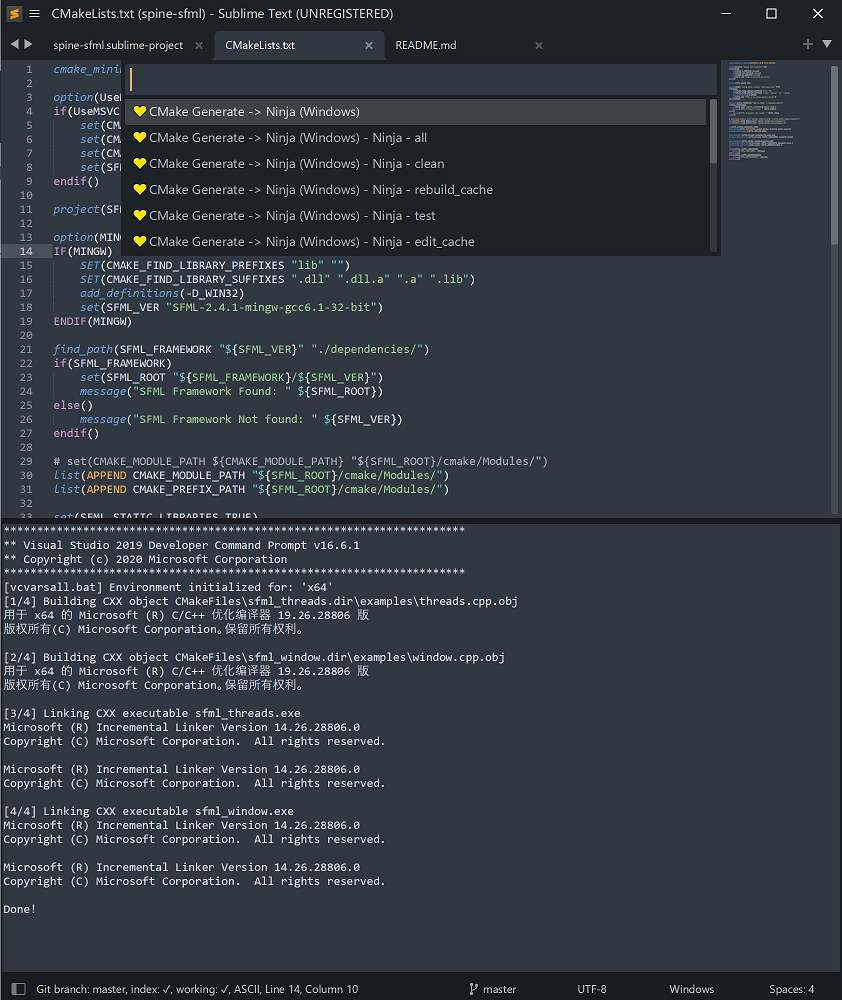 CMakeLists.txt (spine-sfml) - Sublime Text (UNREGISTERED)
spine-sfml.sublime-project
CMakeLists.txt
README.md
CMake Generate -> Ninja (Windows)
CMake Generate -> Ninja (Windows) - Ninja - all
CMake Generate -> Ninja (Windows) - Ninja - clean
CMake Generate -> Ninja (Windows) - Ninja - rebuild_cache
CMake Generate -> Ninja (Windows) - Ninja - test
CMake Generate -> Ninja (Windows) - Ninja - edit_cache
1 cmake_mini
2
3 option(Use
4 if(UseMSVC
5 set(CM
6 set(CM
7 set(CM
8 set(SF
9 endif()
10
11 project(SF
12
13 option(MIN
14 IF(MINGW)
15 SET(CMAKE_FIND_LIBRARY_PREFIXES "lib" "")
16 SET(CMAKE_FIND_LIBRARY_SUFFIXES ".dll" ".dll.a" ".a" ".lib")
17 add_definitions(-D_WIN32)
18 set(SFML_VER "SFML-2.4.1-mingw-gcc6.1-32-bit")
19 ENDIF(MINGW)
20
21 find_path(SFML_FRAMEWORK "${SFML_VER}" "./dependencies/")
22 if(SFML_FRAMEWORK)
23 set(SFML_ROOT "${SFML_FRAMEWORK}/${SFML_VER}")
24 message("SFML Framework Found: " ${SFML_ROOT})
25 else()
26 message("SFML Framework Not found: " ${SFML_VER})
27 endif()
28
29 # set(CMAKE_MODULE_PATH ${CMAKE_MODULE_PATH} "${SFML_ROOT}/cmake/Modules/")
30 list(APPEND CMAKE_MODULE_PATH "${SFML_ROOT}/cmake/Modules/")
31 list(APPEND CMAKE_PREFIX_PATH "${SFML_ROOT}/cmake/Modules/")
32
33 set(SFML_STATIC_LIBRARIES TRUE)
**********************************************************************
** Visual Studio 2019 Developer Command Prompt v16.6.1
** Copyright (c) 2020 Microsoft Corporation
**********************************************************************
[vcvarsall.bat] Environment initialized for: 'x64'
[1/4] Building CXX object CMakeFiles\sfml_threads.dir\examples\threads.cpp.obj
用于 x64 的 Microsoft (R) C/C++ 优化编译器 19.26.28806 版
版权所有(C) Microsoft Corporation。保留所有权利。
[2/4] Building CXX object CMakeFiles\sfml_window.dir\examples\window.cpp.obj
用于 x64 的 Microsoft (R) C/C++ 优化编译器 19.26.28806 版
版权所有(C) Microsoft Corporation。保留所有权利。
[3/4] Linking CXX executable sfml_threads.exe
Microsoft (R) Incremental Linker Version 14.26.28806.0
Copyright (C) Microsoft Corporation.  All rights reserved.
Microsoft (R) Incremental Linker Version 14.26.28806.0
Copyright (C) Microsoft Corporation.  All rights reserved.
[4/4] Linking CXX executable sfml_window.exe
Microsoft (R) Incremental Linker Version 14.26.28806.0
Copyright (C) Microsoft Corporation.  All rights reserved.
Microsoft (R) Incremental Linker Version 14.26.28806.0
Copyright (C) Microsoft Corporation.  All rights reserved.
Done!
Git branch: master, index: ✓, working: ✓, ASCII, Line 14, Column 10
master
UTF-8
Windows
Spaces: 4